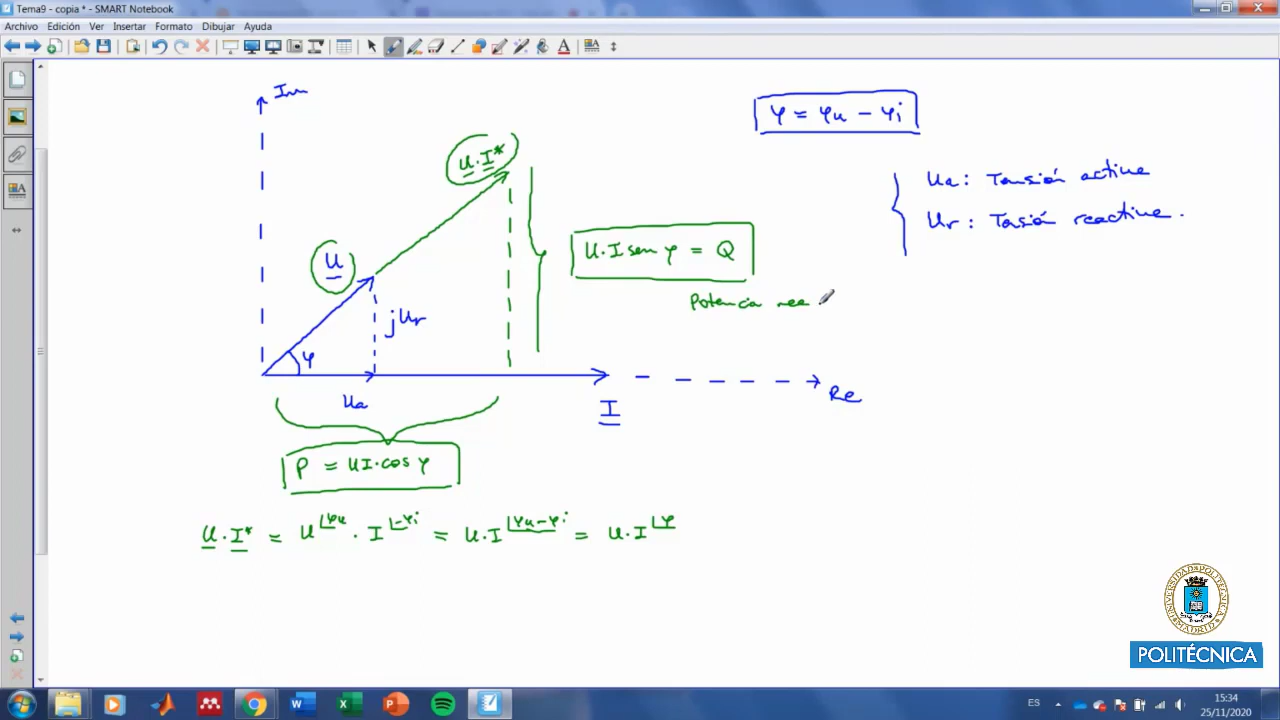 Tema9 - copia * - SMART Notebook
Archivo Edición Ver Insertar Formato Tablas Dibujar Ayuda
Im
φ = φu - φi
U·I*
Ua: Tensión activa
Ur: Tensión reactiva.
U·I sen φ = Q
U
Potencia rea
jUr
φ
Ua
I
Re
P = UI·cos φ
U·I* = U∠φu · I∠-φi = U·I∠φu-φi = U·I∠φ
POLITÉCNICA
ES
15:34
25/11/2020